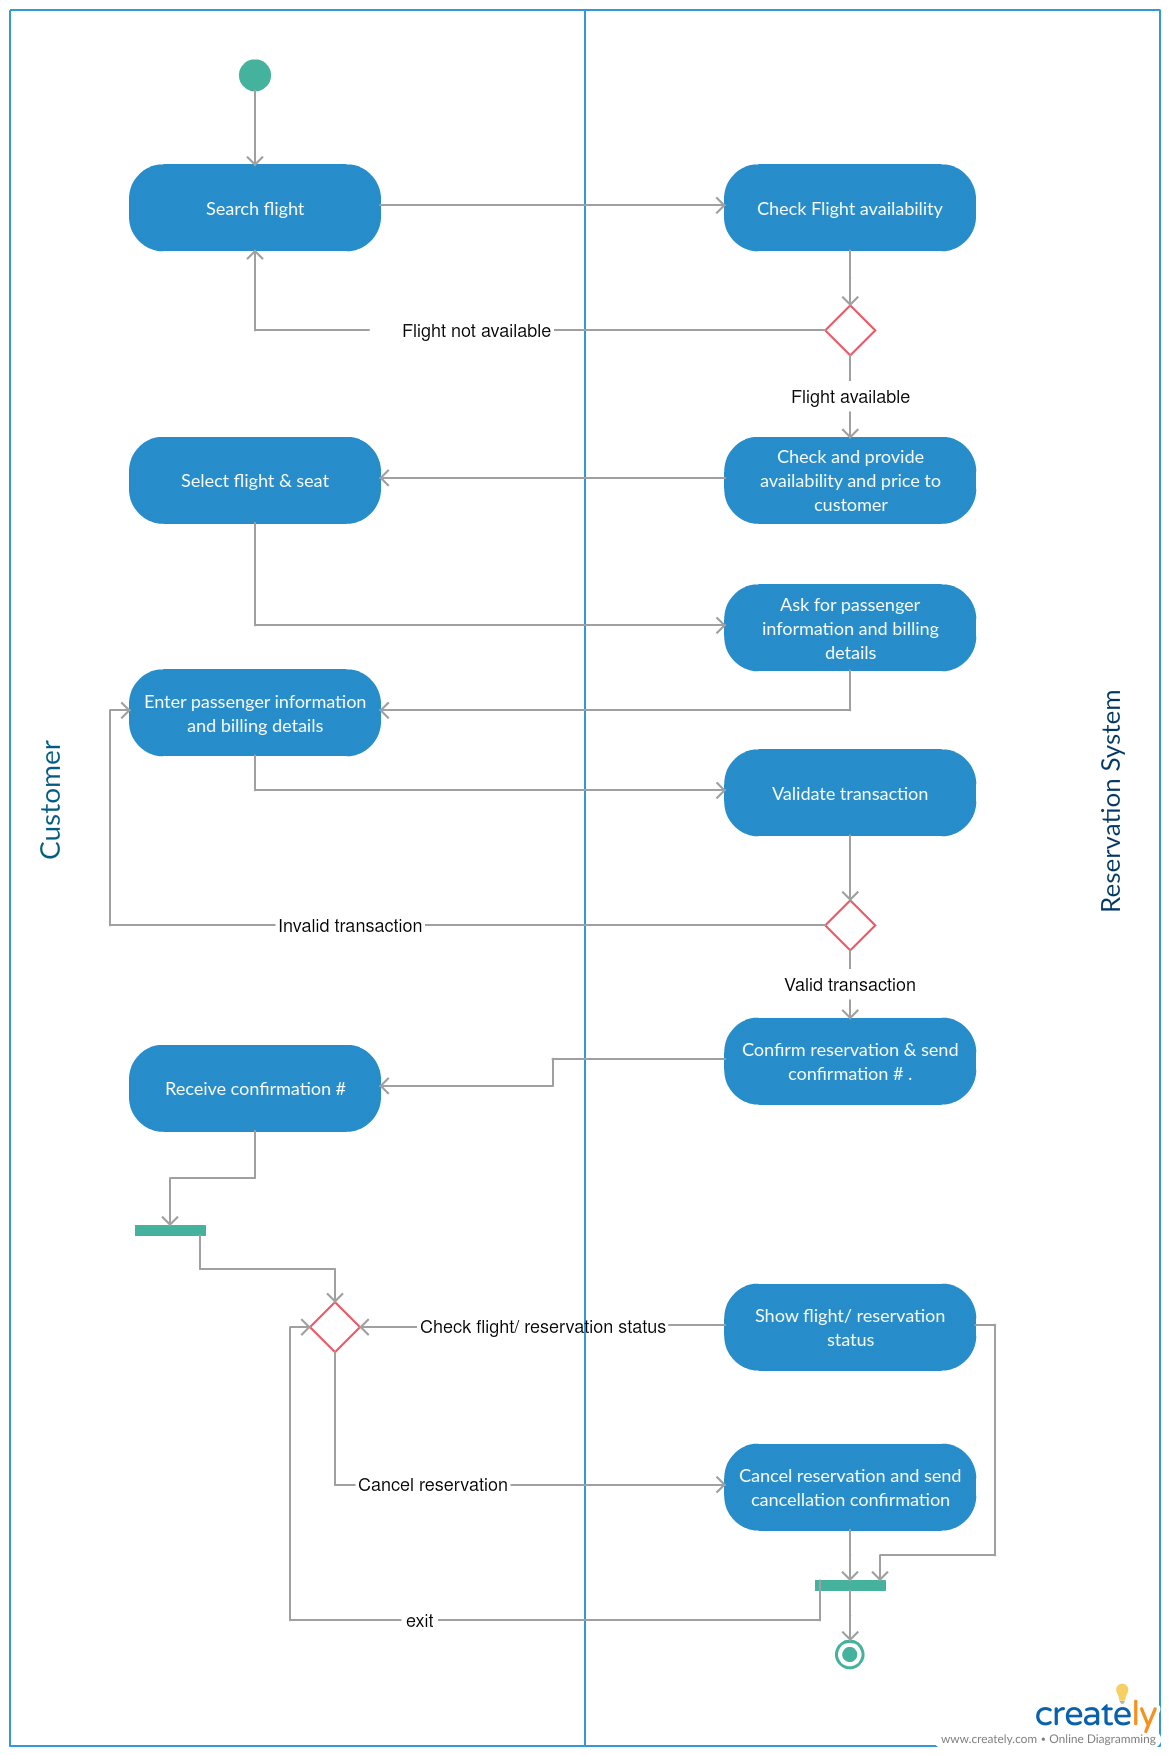 Search flight
Check Flight availability
Flight not available
Flight available
Select flight & seat
Check and provide
availability and price to
customer
Ask for passenger
information and billing
details
Enter passenger information
and billing details
Customer
Reservation System
Validate transaction
Invalid transaction
Valid transaction
Confirm reservation & send
confirmation # .
Receive confirmation #
Show flight/ reservation
status
Check flight/ reservation status
Cancel reservation and send
cancellation confirmation
Cancel reservation
exit
creately
www.creately.com • Online Diagramming